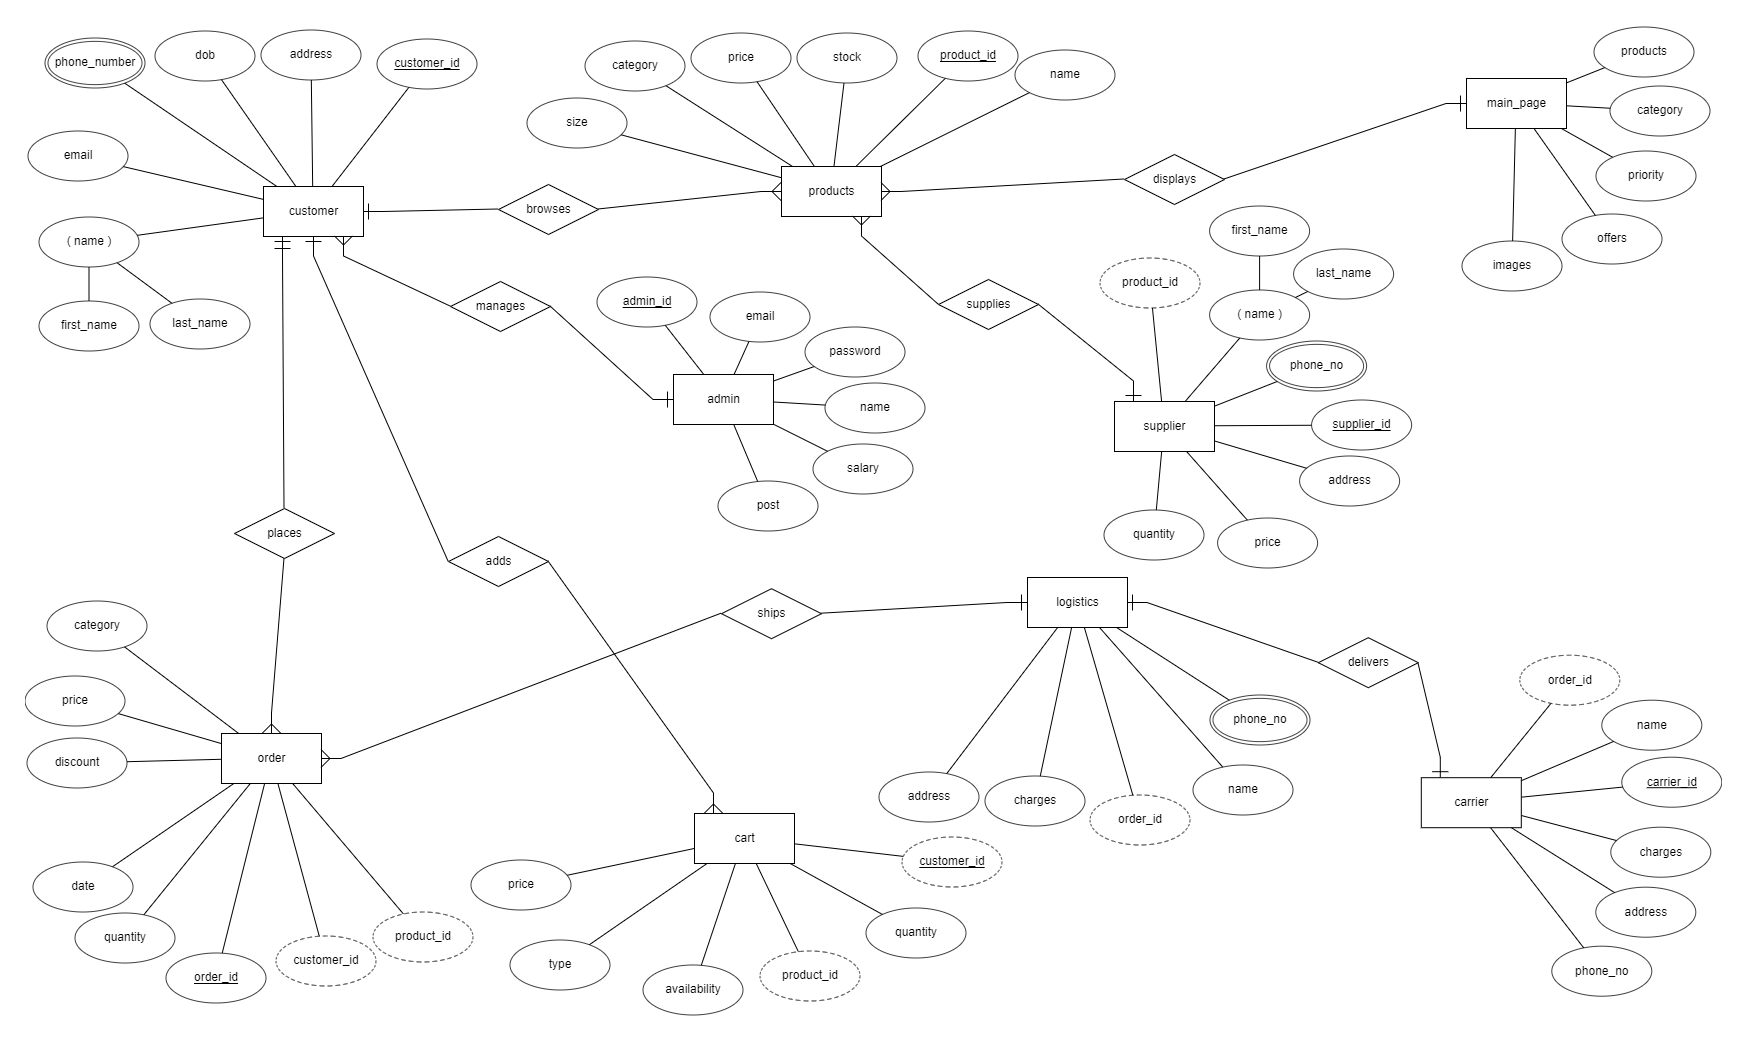 phone_number
dob
address
customer_id
email
customer
( name )
first_name
last_name
browses
category
price
stock
product_id
name
size
products
displays
main_page
products
category
priority
offers
images
manages
admin_id
email
password
name
salary
post
admin
supplies
first_name
last_name
( name )
product_id
phone_no
supplier_id
supplier
address
price
quantity
places
adds
ships
logistics
phone_no
name
order_id
charges
address
delivers
order_id
name
carrier_id
carrier
charges
address
phone_no
category
price
discount
order
date
quantity
order_id
customer_id
product_id
cart
customer_id
price
type
availability
product_id
quantity